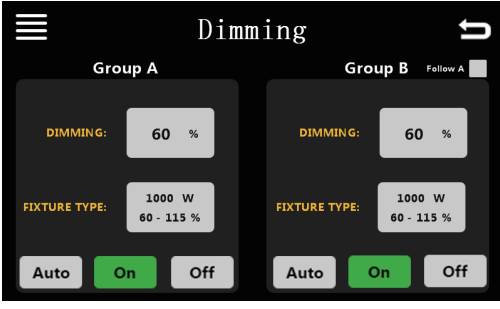 Dimming
Group A
DIMMING: 60 %
FIXTURE TYPE: 1000 W
60 - 115 %
Auto On Off
Group B Follow A
DIMMING: 60 %
FIXTURE TYPE: 1000 W
60 - 115 %
Auto On Off